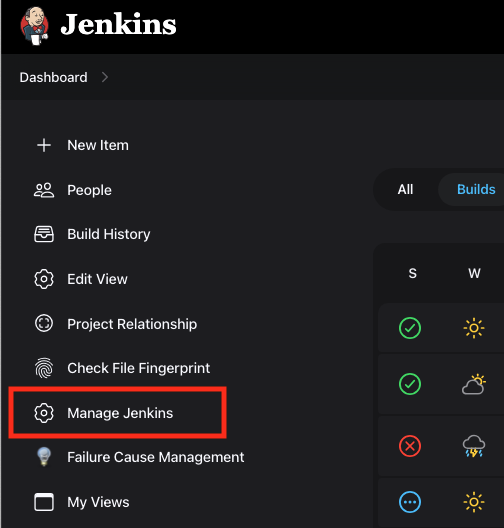 Jenkins
Dashboard
New Item
People
Build History
Edit View
Project Relationship
Check File Fingerprint
Manage Jenkins
Failure Cause Management
My Views
All Builds
S W